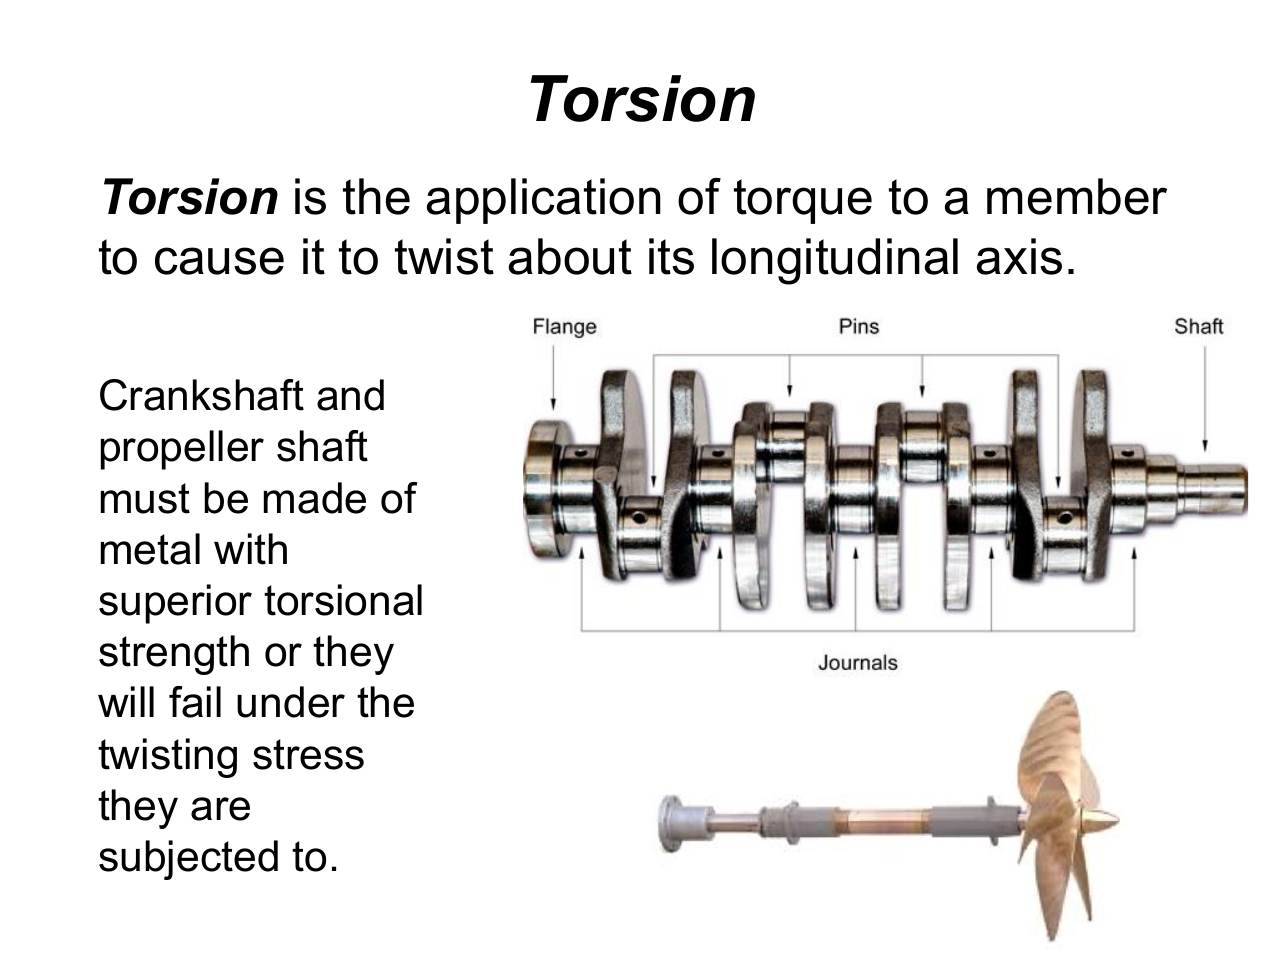 Torsion
Torsion is the application of torque to a member
to cause it to twist about its longitudinal axis.
Flange
Pins
Shaft
Crankshaft and
propeller shaft
must be made of
metal with
superior torsional
strength or they
will fail under the
twisting stress
they are
subjected to.
Journals